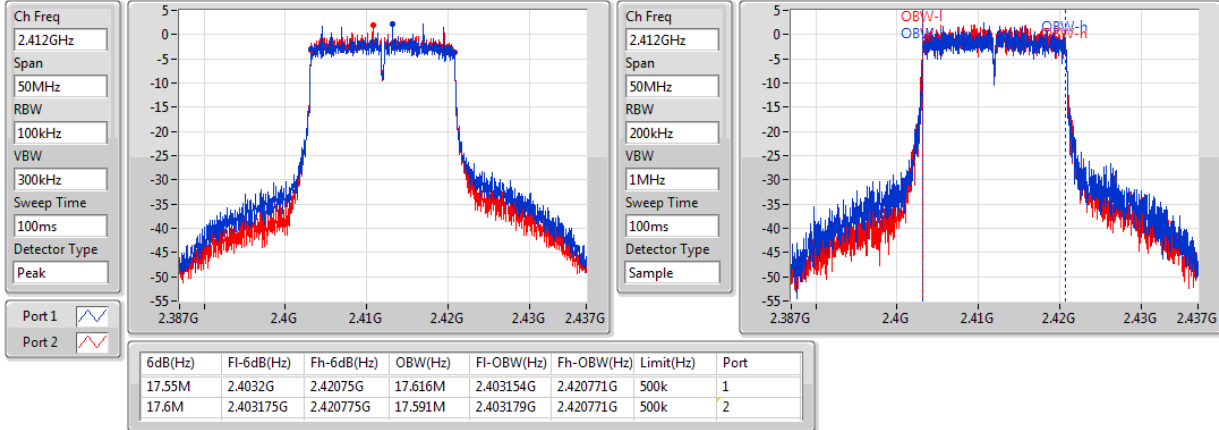 Ch Freq
2.412GHz
Span
50MHz
RBW
100kHz
VBW
300kHz
Sweep Time
100ms
Detector Type
Peak
5
0
-5
-10
-15
-20
-25
-30
-35
-40
-45
-50
-55
2.387G 2.4G 2.41G 2.42G 2.43G 2.437G
Ch Freq
2.412GHz
Span
50MHz
RBW
200kHz
VBW
1MHz
Sweep Time
100ms
Detector Type
Sample
5
0
-5
-10
-15
-20
-25
-30
-35
-40
-45
-50
-55
OBW-l
OBW-h
OBW-h
2.387G 2.4G 2.41G 2.42G 2.43G 2.437G
Port 1
Port 2
6dB(Hz) Fl-6dB(Hz) Fh-6dB(Hz) OBW(Hz) Fl-OBW(Hz) Fh-OBW(Hz) Limit(Hz) Port
17.55M 2.4032G 2.42075G 17.616M 2.403154G 2.420771G 500k 1
17.6M 2.403175G 2.420775G 17.591M 2.403179G 2.420771G 500k 2